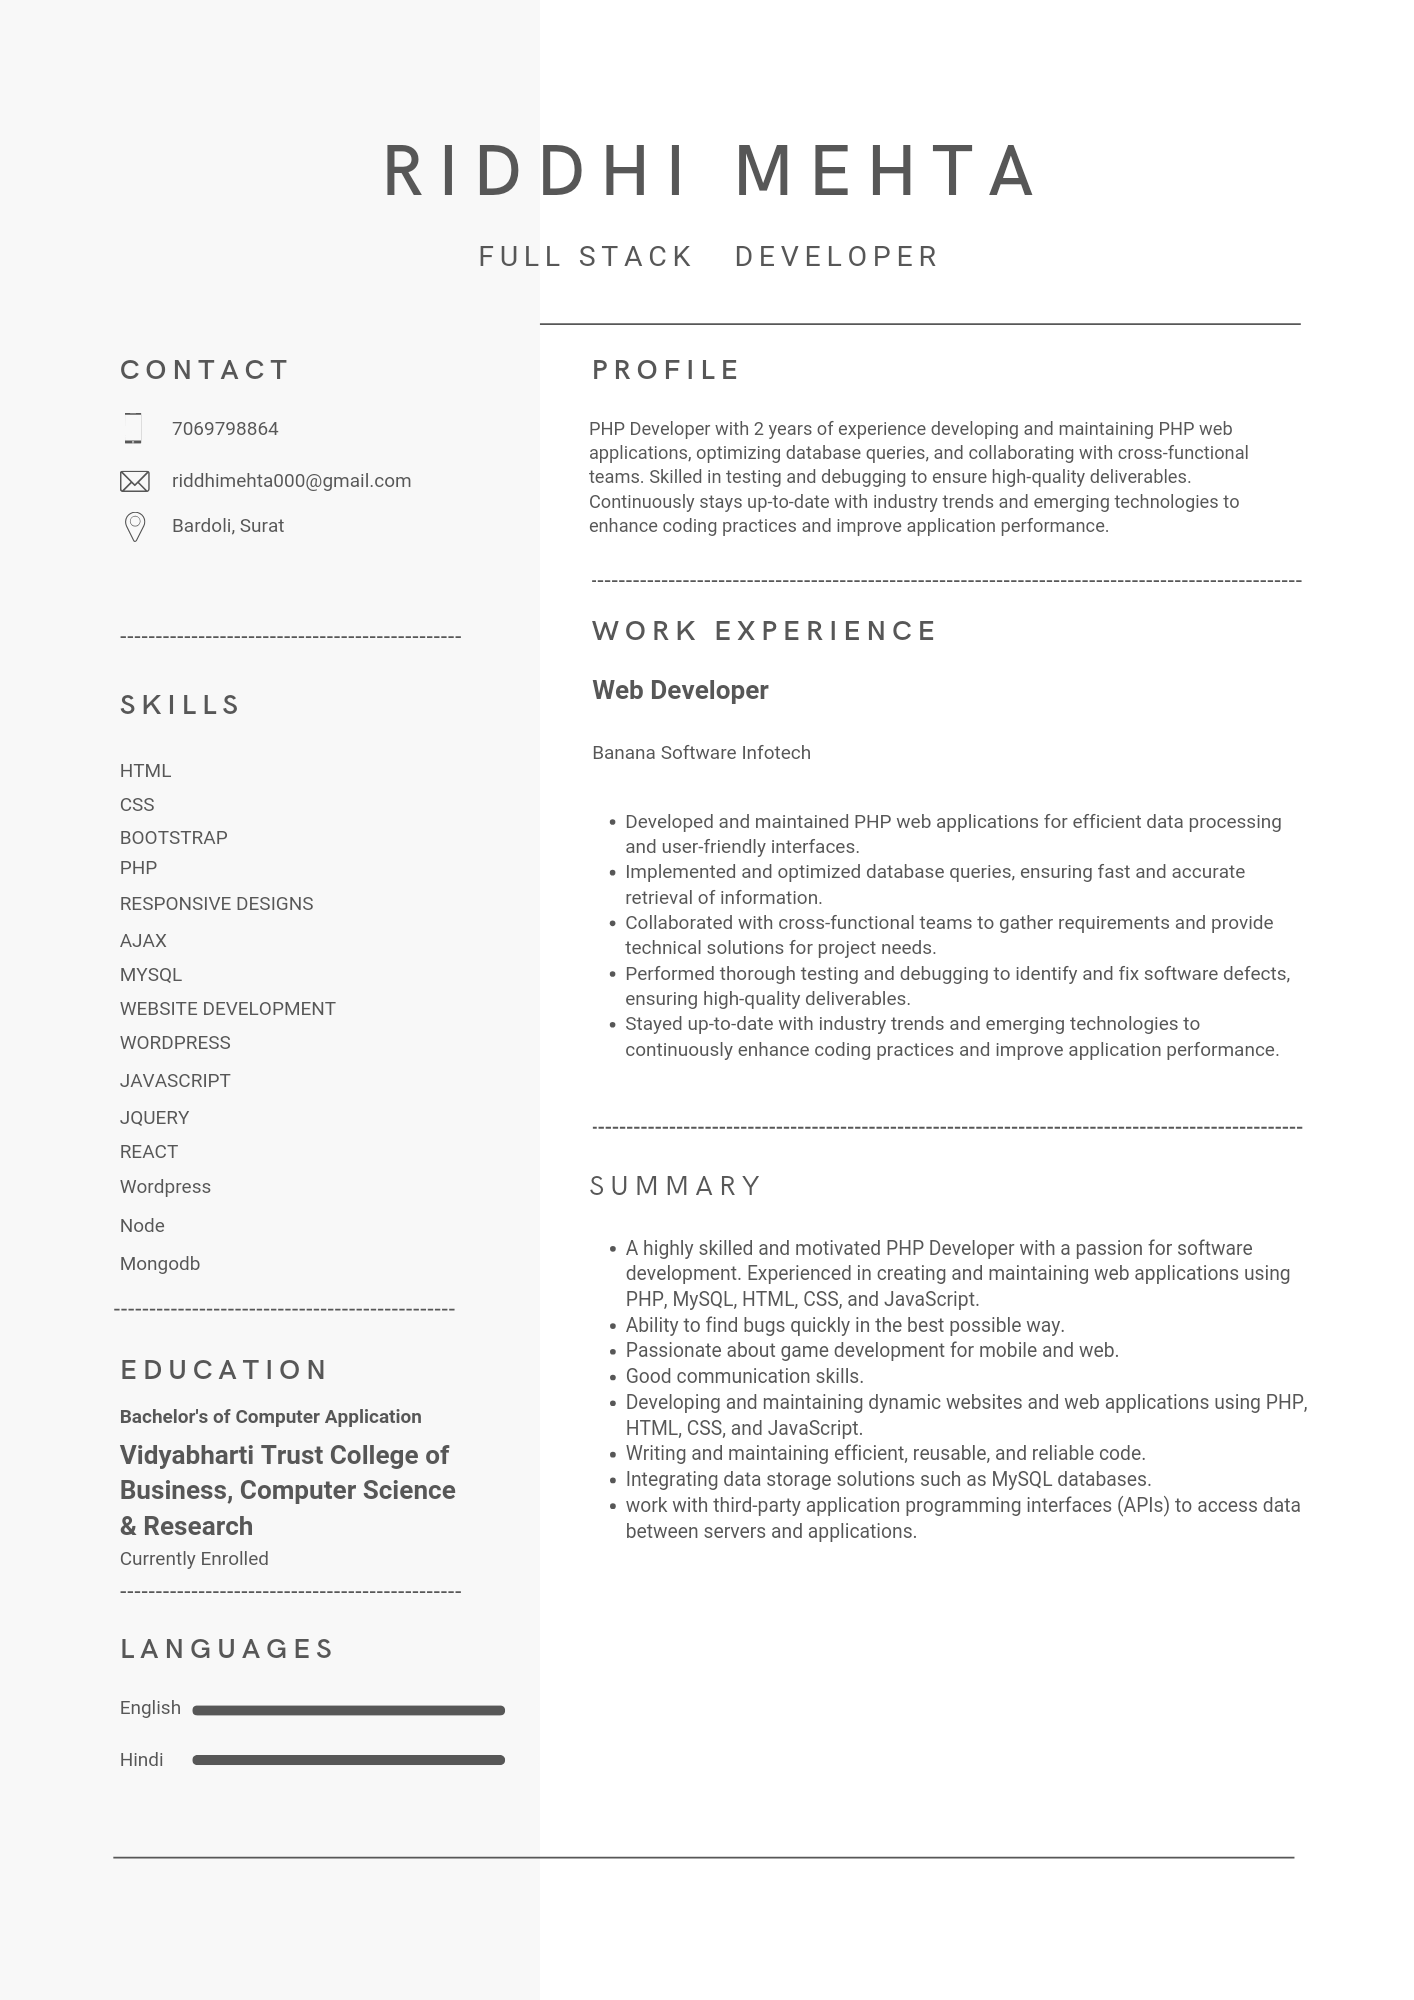 RIDDHI MEHTA
FULL STACK DEVELOPER
CONTACT
7069798864
riddhimehta000@gmail.com
Bardoli, Surat
-------------------------------------------------
SKILLS
HTML
CSS
BOOTSTRAP
PHP
RESPONSIVE DESIGNS
AJAX
MYSQL
WEBSITE DEVELOPMENT
WORDPRESS
JAVASCRIPT
JQUERY
REACT
Wordpress
Node
Mongodb
-------------------------------------------------
EDUCATION
Bachelor's of Computer Application
Vidyabharti Trust College of
Business, Computer Science
& Research
Currently Enrolled
-------------------------------------------------
LANGUAGES
English
Hindi
PROFILE
PHP Developer with 2 years of experience developing and maintaining PHP web
applications, optimizing database queries, and collaborating with cross-functional
teams. Skilled in testing and debugging to ensure high-quality deliverables.
Continuously stays up-to-date with industry trends and emerging technologies to
enhance coding practices and improve application performance.
WORK EXPERIENCE
Web Developer
Banana Software Infotech
• Developed and maintained PHP web applications for efficient data processing
and user-friendly interfaces.
• Implemented and optimized database queries, ensuring fast and accurate
retrieval of information.
• Collaborated with cross-functional teams to gather requirements and provide
technical solutions for project needs.
• Performed thorough testing and debugging to identify and fix software defects,
ensuring high-quality deliverables.
• Stayed up-to-date with industry trends and emerging technologies to
continuously enhance coding practices and improve application performance.
SUMMARY
• A highly skilled and motivated PHP Developer with a passion for software
development. Experienced in creating and maintaining web applications using
PHP, MySQL, HTML, CSS, and JavaScript.
• Ability to find bugs quickly in the best possible way.
• Passionate about game development for mobile and web.
• Good communication skills.
• Developing and maintaining dynamic websites and web applications using PHP,
HTML, CSS, and JavaScript.
• Writing and maintaining efficient, reusable, and reliable code.
• Integrating data storage solutions such as MySQL databases.
• work with third-party application programming interfaces (APIs) to access data
between servers and applications.